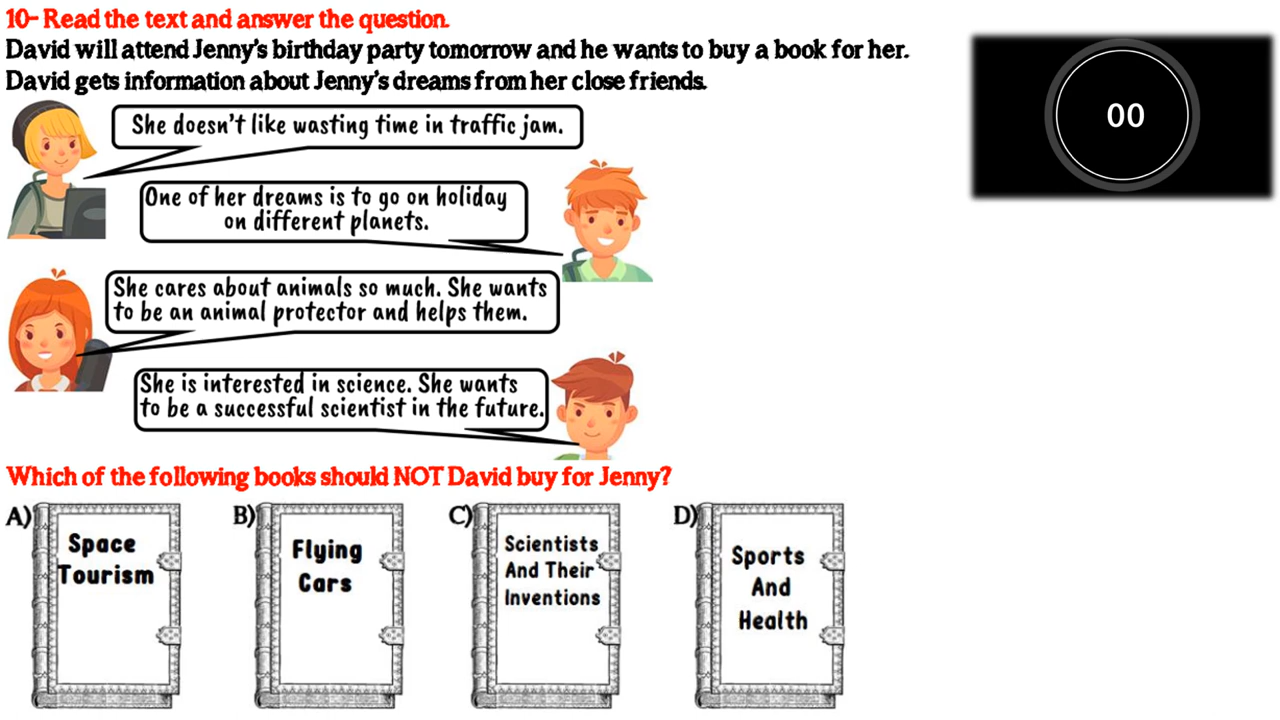 10- Read the text and answer the question.
David will attend Jenny's birthday party tomorrow and he wants to buy a book for her.
David gets information about Jenny's dreams from her close friends.
00
She doesn't like wasting time in traffic jam.
One of her dreams is to go on holiday
on different planets.
She cares about animals so much. She wants
to be an animal protector and helps them.
She is interested in science. She wants
to be a successful scientist in the future.
Which of the following books should NOT David buy for Jenny?
A)
Space
Tourism
B)
Flying
Cars
C)
Scientists
And Their
Inventions
D)
Sports
And
Health